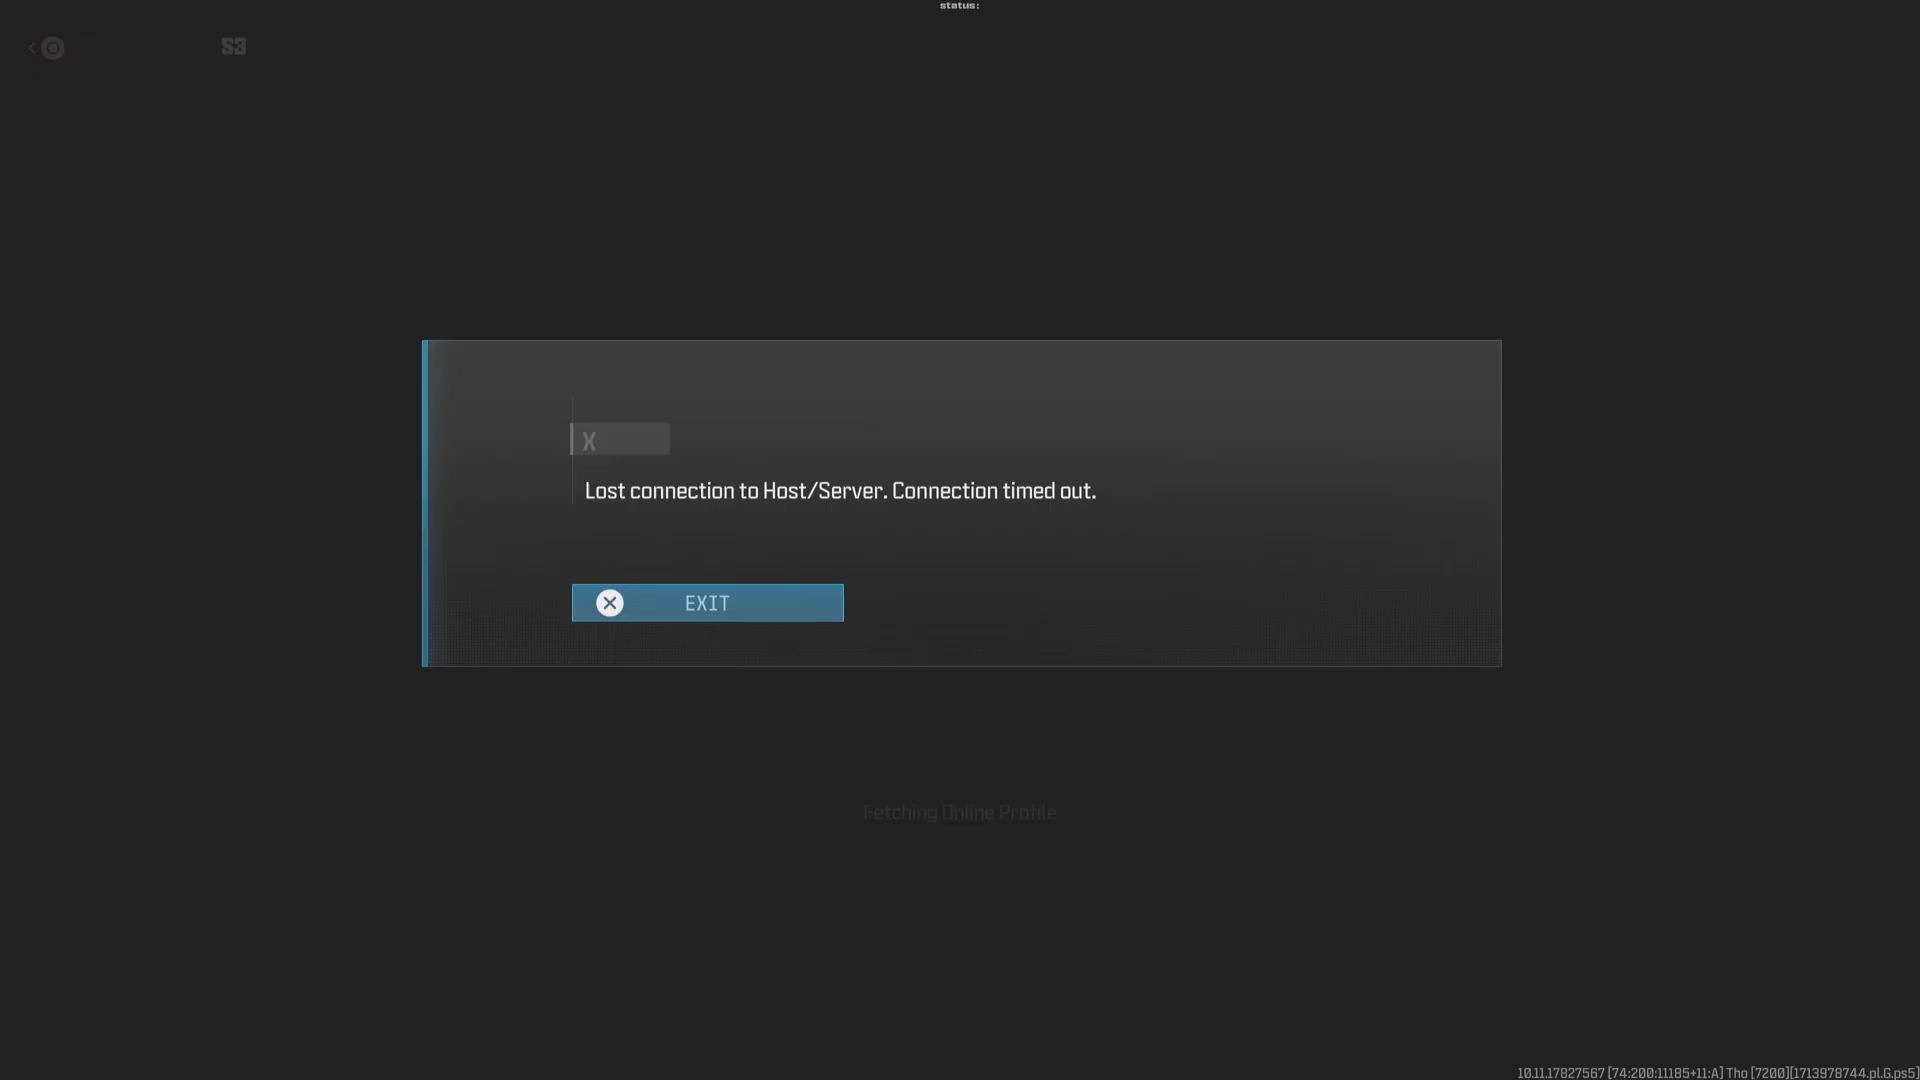 status:
S3
X
Lost connection to Host/Server. Connection timed out.
EXIT
Fetching Online Profile
10.11.17827567 [74:200:11185+11:A] Tho [7200][1713978744.pl.G.ps5]